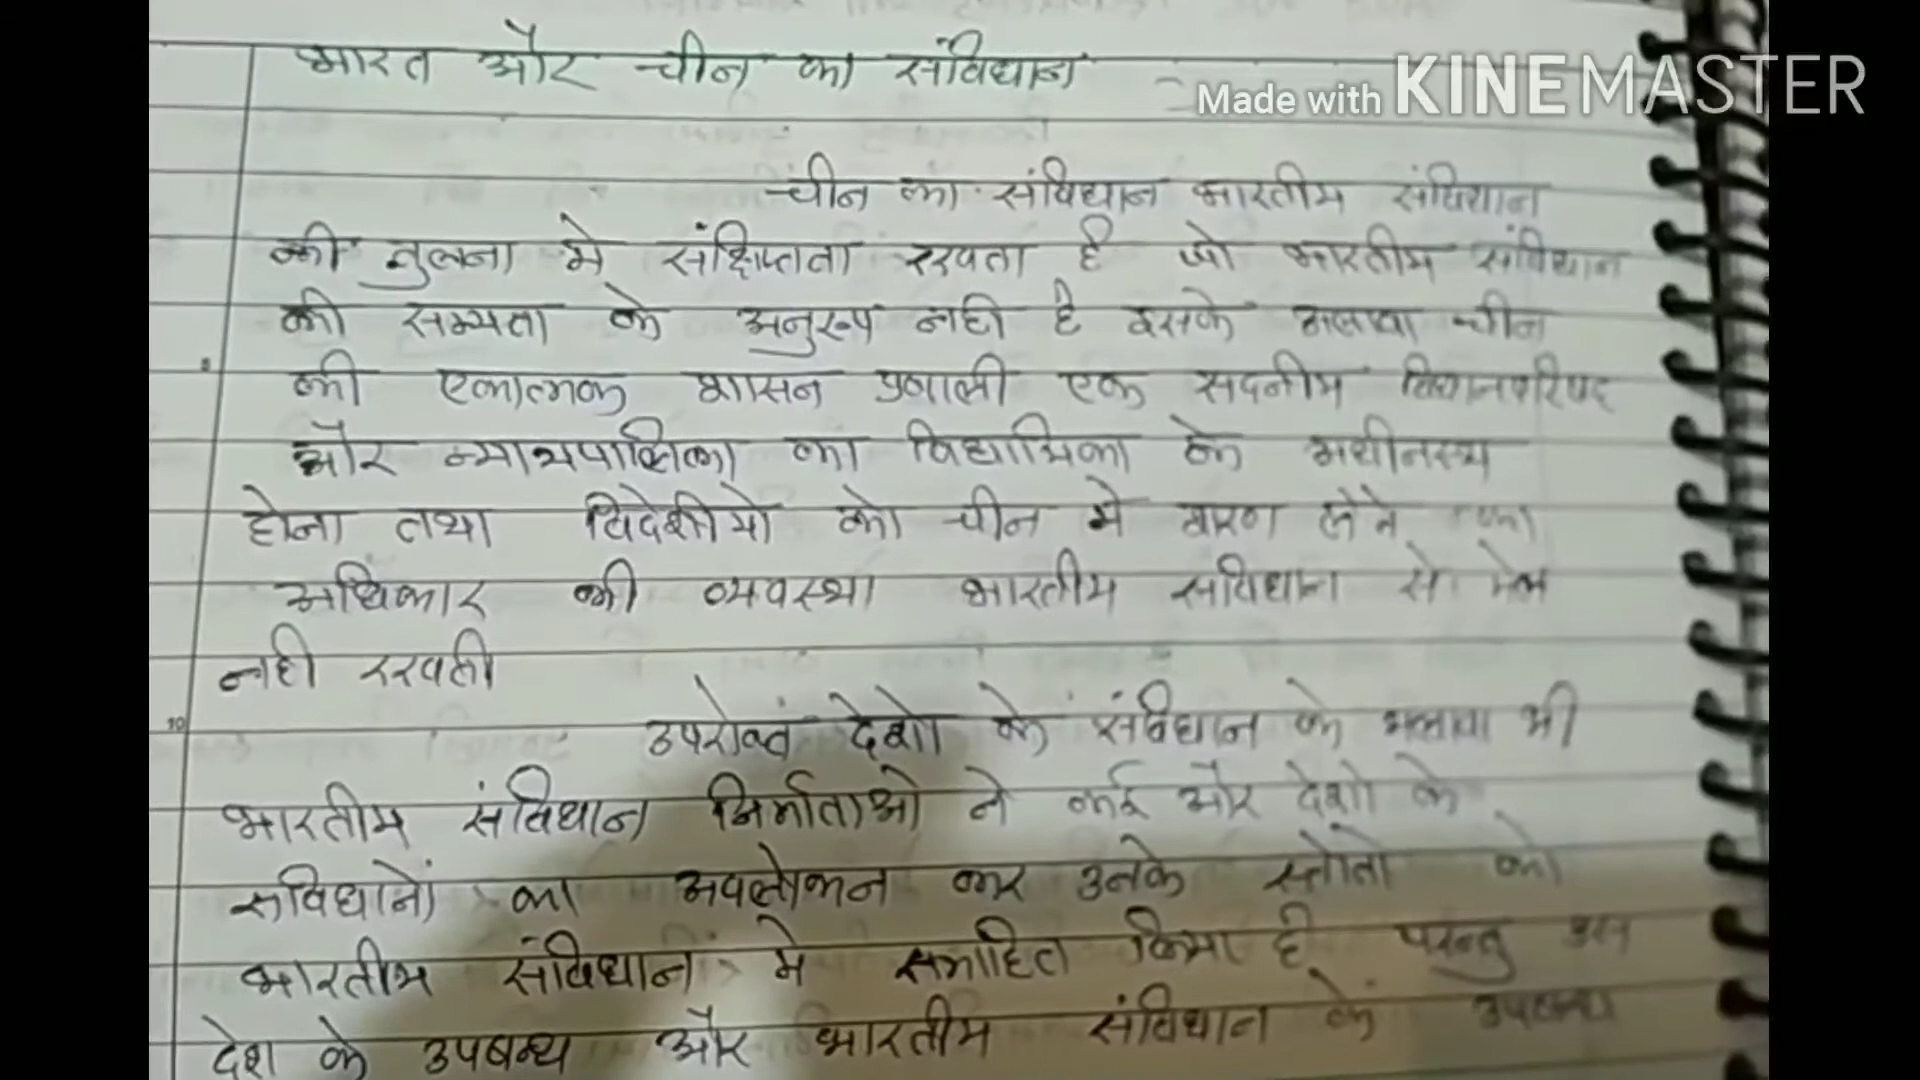 भारत और चीन का संविधान
Made with KINEMASTER
चीन का संविधान भारतीय संविधान
की तुलना मे संक्षिप्तता रखता है जो भारतीय संविधान
की सभ्यता के अनुरूप नही है इसके अलावा चीन
की एकात्मक शासन प्रणाली एक सदनीय विधानपरिषद
और न्यायपालिका का विधायिका के अधीनस्थ
होना तथा विदेशीयो को चीन मे शरण लेने का
अधिकार की व्यवस्था भारतीय संविधान से मेल
नही रखती
उपरोक्त देशो के संविधान के अलावा भी
भारतीय संविधान निर्माताओ ने कई और देशो के
संविधानों का अवलोकन कर उनके स्त्रोतो को
भारतीय संविधान मे समाहित किया है परन्तु उस
देश के उपबन्ध और भारतीय संविधान के उपबन्ध